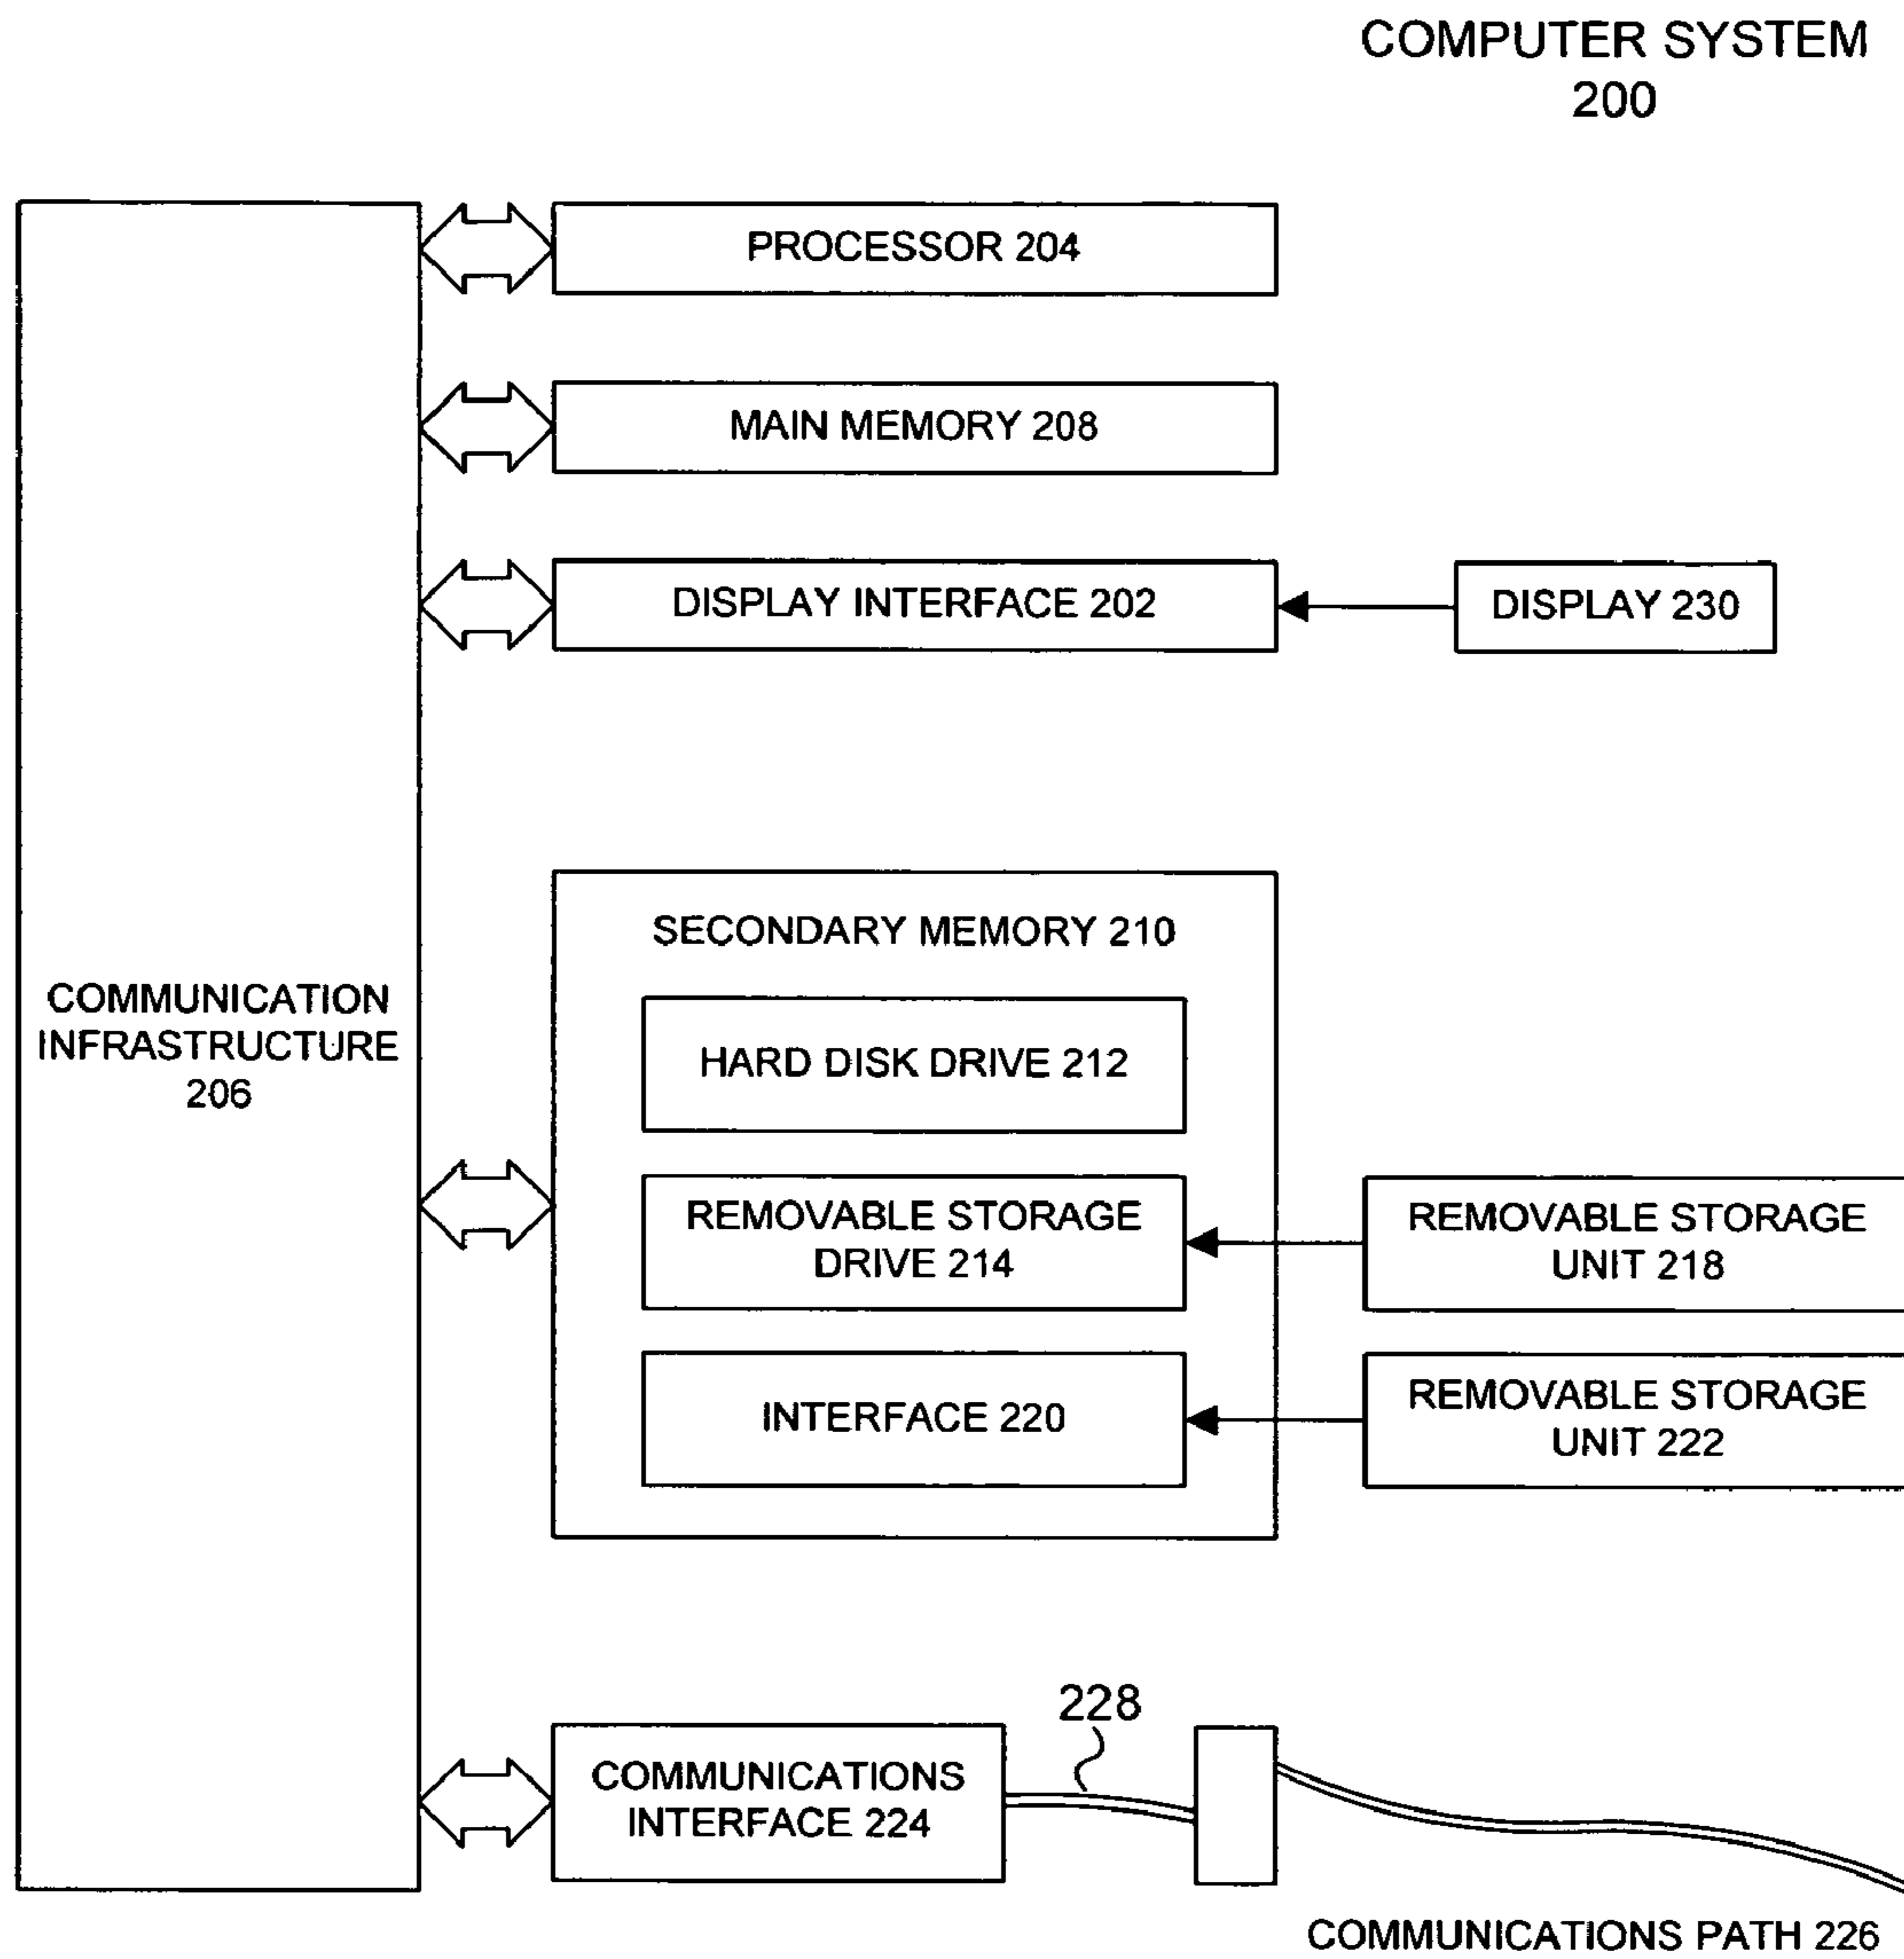 COMPUTER SYSTEM
200
PROCESSOR 204
MAIN MEMORY 208
DISPLAY INTERFACE 202
DISPLAY 230
SECONDARY MEMORY 210
COMMUNICATION
INFRASTRUCTURE
206
HARD DISK DRIVE 212
REMOVABLE STORAGE
DRIVE 214
REMOVABLE STORAGE
UNIT 218
INTERFACE 220
REMOVABLE STORAGE
UNIT 222
228
COMMUNICATIONS
INTERFACE 224
COMMUNICATIONS PATH 226